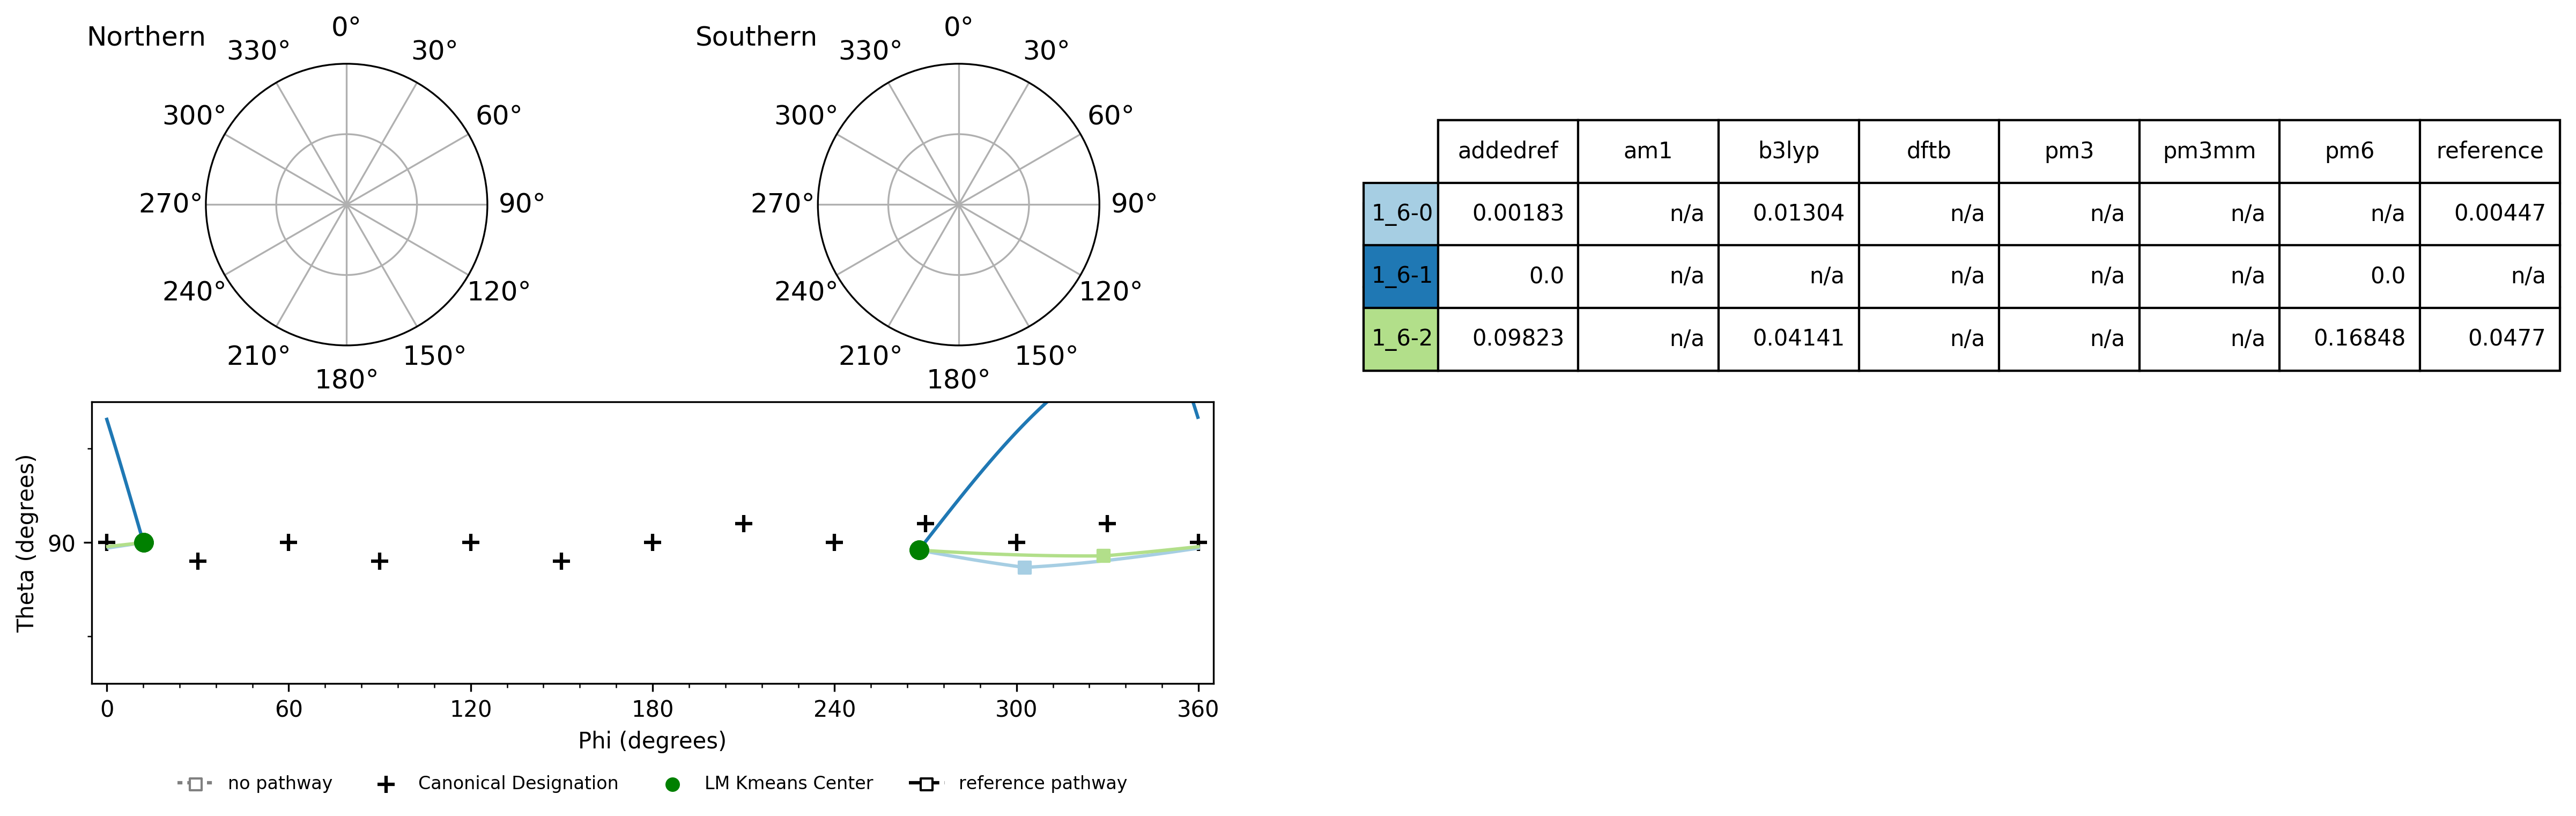 Northern
0°
30°
60°
90°
120°
150°
180°
210°
240°
270°
300°
330°
Southern
0°
30°
60°
90°
120°
150°
180°
210°
240°
270°
300°
330°
addedref am1 b3lyp dftb pm3 pm3mm pm6 reference
1_6-0 0.00183 n/a 0.01304 n/a n/a n/a n/a 0.00447
1_6-1 0.0 n/a n/a n/a n/a n/a 0.0 n/a
1_6-2 0.09823 n/a 0.04141 n/a n/a n/a 0.16848 0.0477
Theta (degrees)
90
0 60 120 180 240 300 360
Phi (degrees)
no pathway Canonical Designation LM Kmeans Center reference pathway